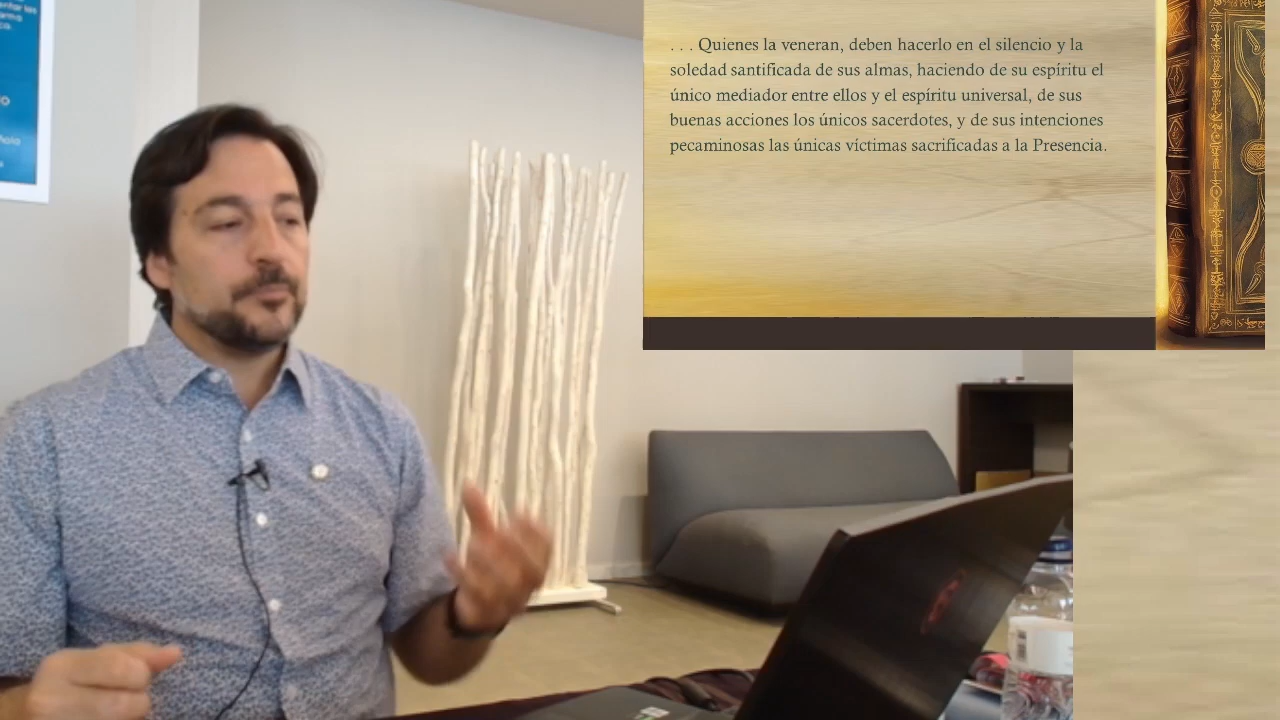 . . . Quienes la veneran, deben hacerlo en el silencio y la
soledad santificada de sus almas, haciendo de su espíritu el
único mediador entre ellos y el espíritu universal, de sus
buenas acciones los únicos sacerdotes, y de sus intenciones
pecaminosas las únicas víctimas sacrificadas a la Presencia.